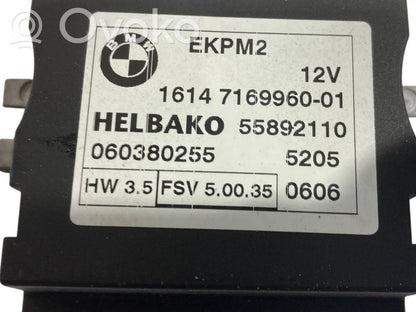 OVOKO
BMW
EKPM2
12V
1614 7169960-01
HELBAKO 55892110
060380255 5205
HW 3.5 FSV 5.00.35 0606